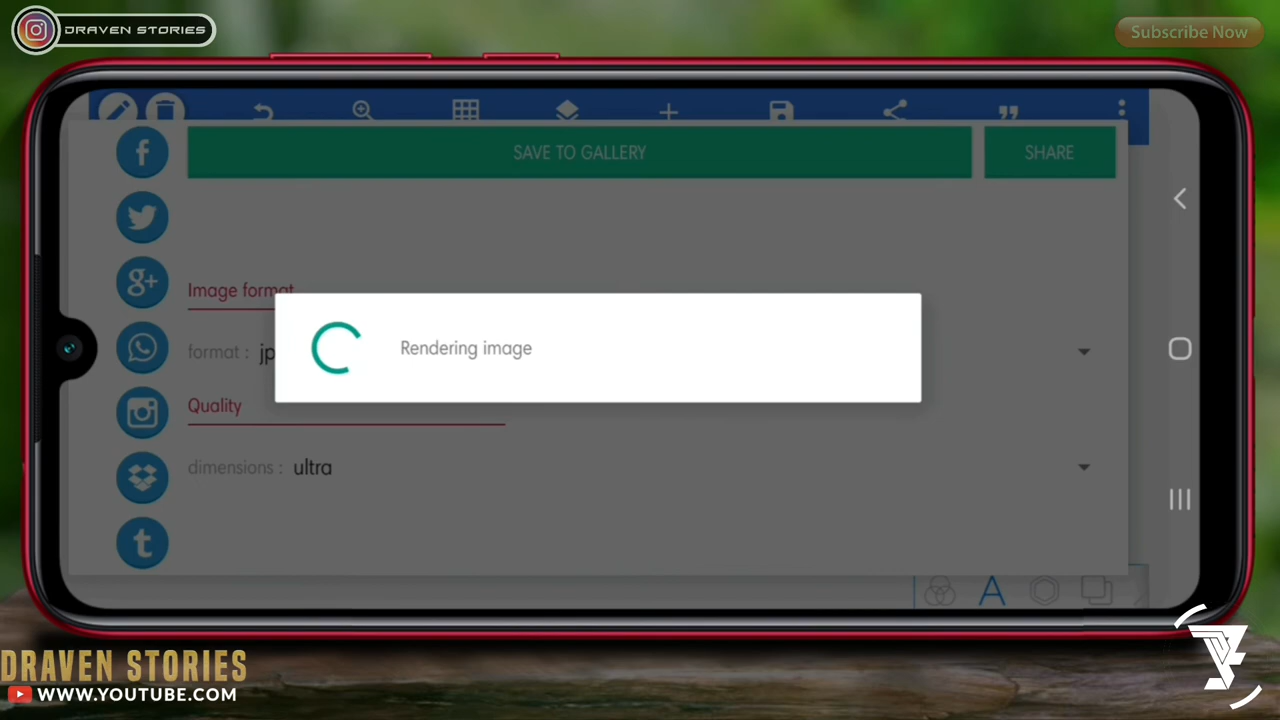 DRAVEN STORIES
Subscribe Now
SAVE TO GALLERY
SHARE
Image format
format : jp
Rendering image
Quality
dimensions : ultra
DRAVEN STORIES
WWW.YOUTUBE.COM